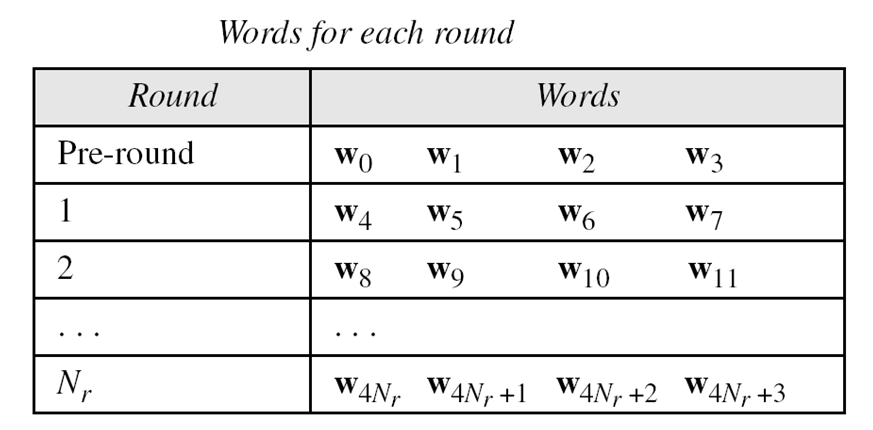 Words for each round
Round Words
Pre-round w₀ w₁ w₂ w₃
1 w₄ w₅ w₆ w₇
2 w₈ w₉ w₁₀ w₁₁
. . . . . .
Nᵣ w₄Nᵣ w₄Nᵣ₊₁ w₄Nᵣ₊₂ w₄Nᵣ₊₃